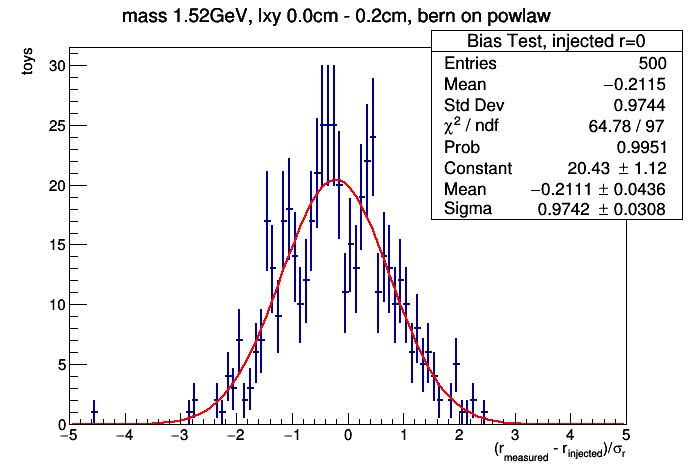 mass 1.52GeV, lxy 0.0cm - 0.2cm, bern on powlaw
Bias Test, injected r=0
Entries 500
Mean −0.2115
Std Dev 0.9744
χ² / ndf 64.78 / 97
Prob 0.9951
Constant 20.43 ± 1.12
Mean −0.2111 ± 0.0436
Sigma 0.9742 ± 0.0308
toys
30
25
20
15
10
5
0
−5 −4 −3 −2 −1 0 1 2 3 4 5
(r_measured - r_injected)/σ_r